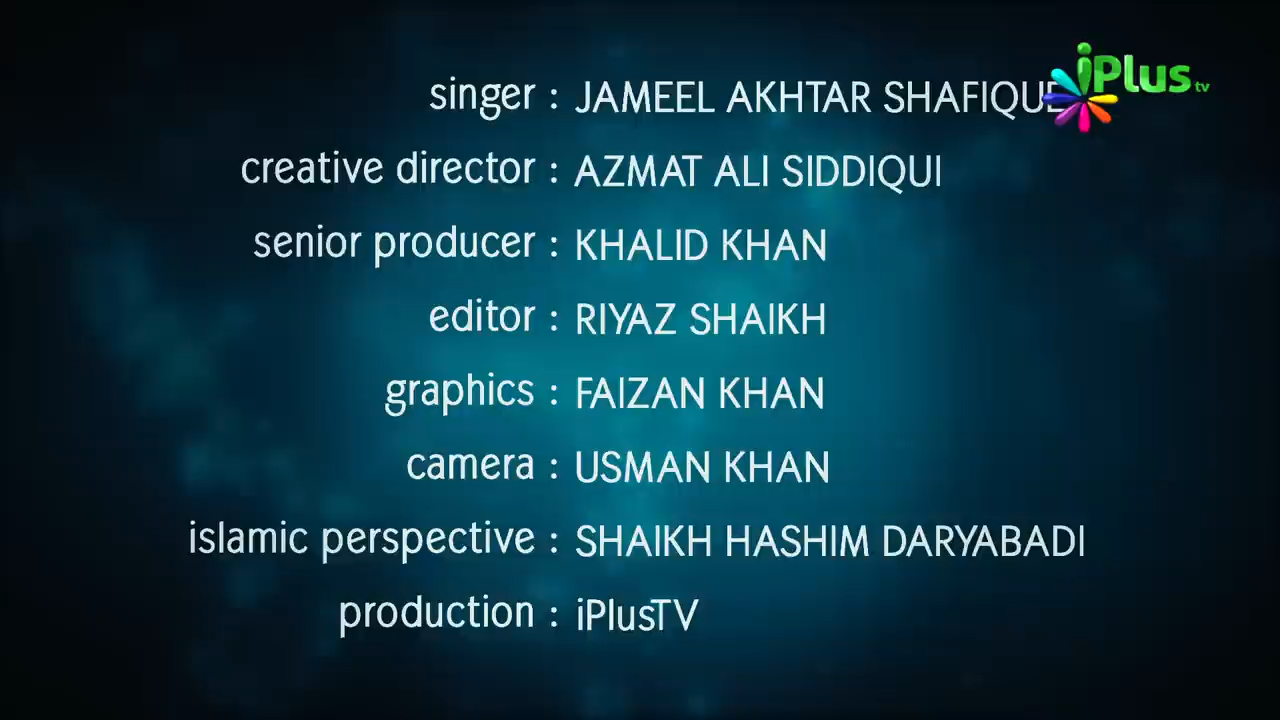 iPlus tv
singer : JAMEEL AKHTAR SHAFIQUE
creative director : AZMAT ALI SIDDIQUI
senior producer : KHALID KHAN
editor : RIYAZ SHAIKH
graphics : FAIZAN KHAN
camera : USMAN KHAN
islamic perspective : SHAIKH HASHIM DARYABADI
production : iPlusTV